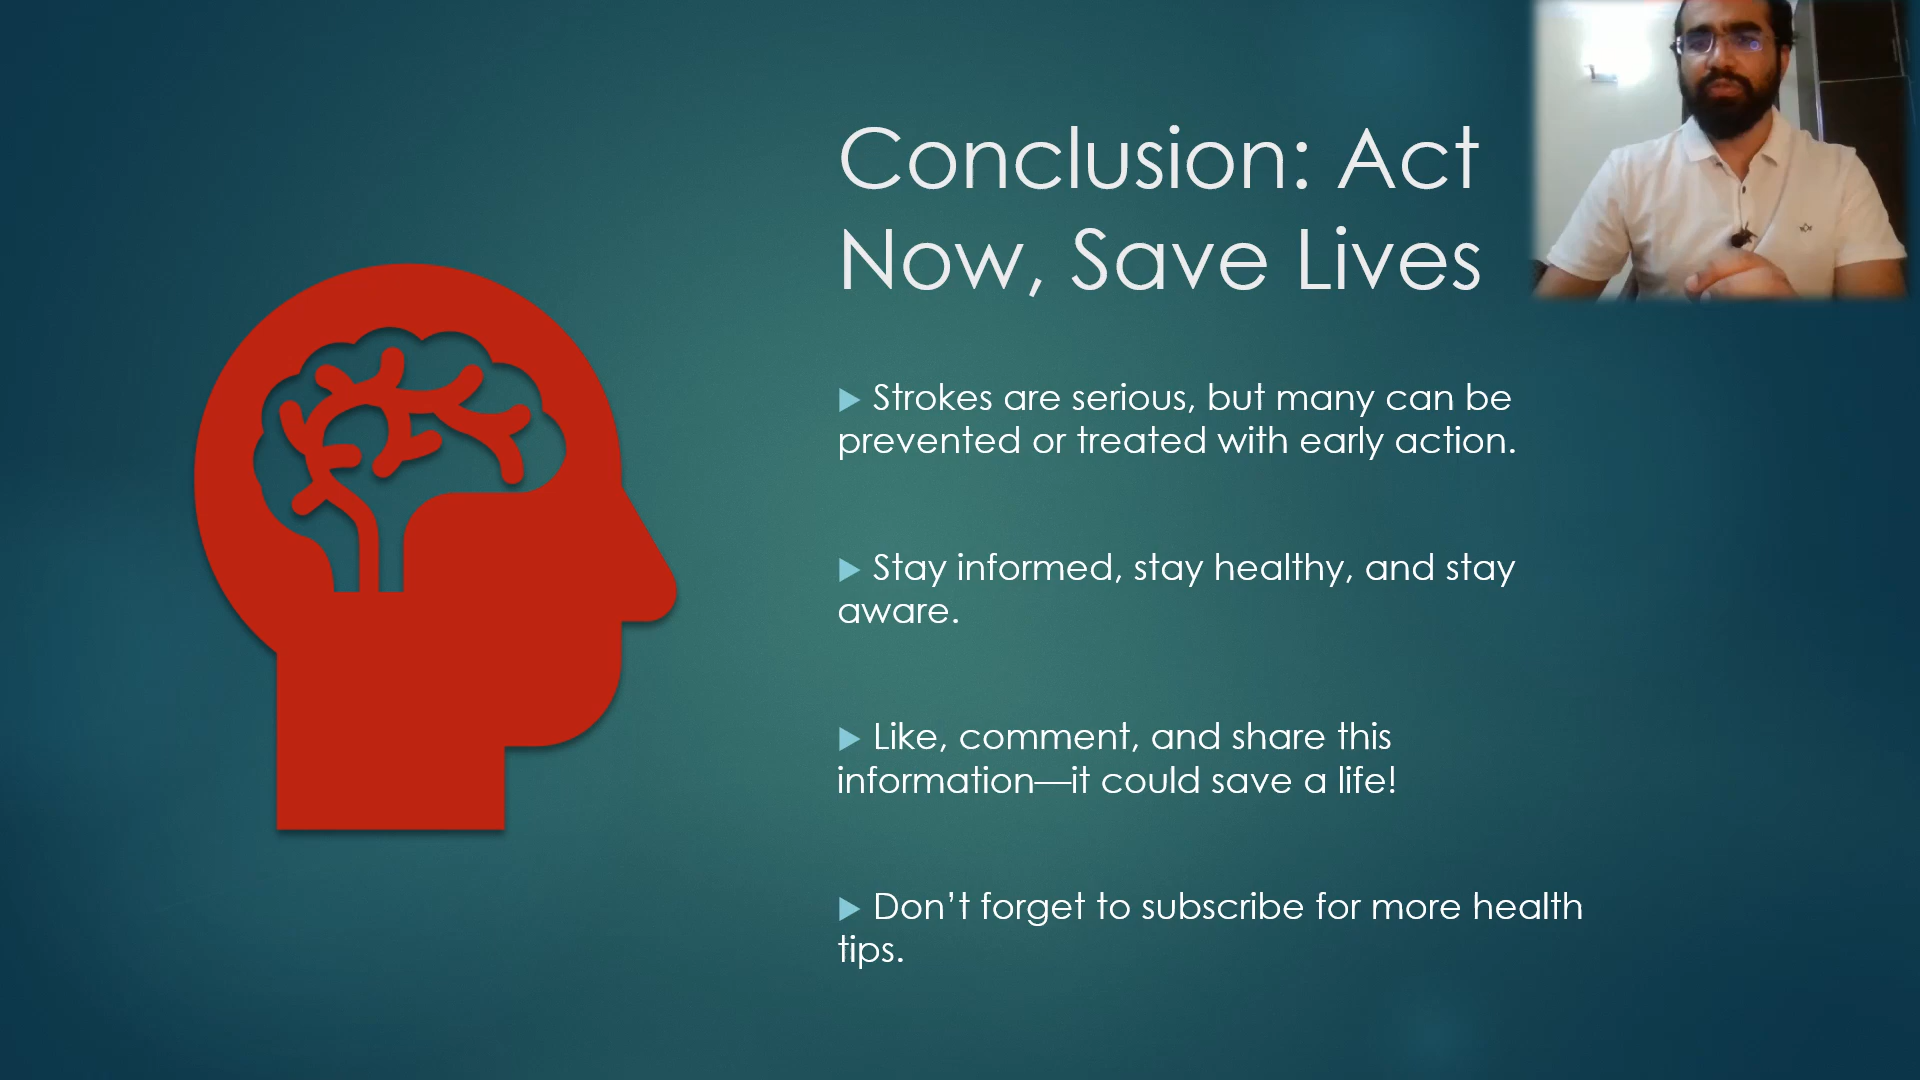 Conclusion: Act
Now, Save Lives
Strokes are serious, but many can be
prevented or treated with early action.
Stay informed, stay healthy, and stay
aware.
Like, comment, and share this
information—it could save a life!
Don’t forget to subscribe for more health
tips.